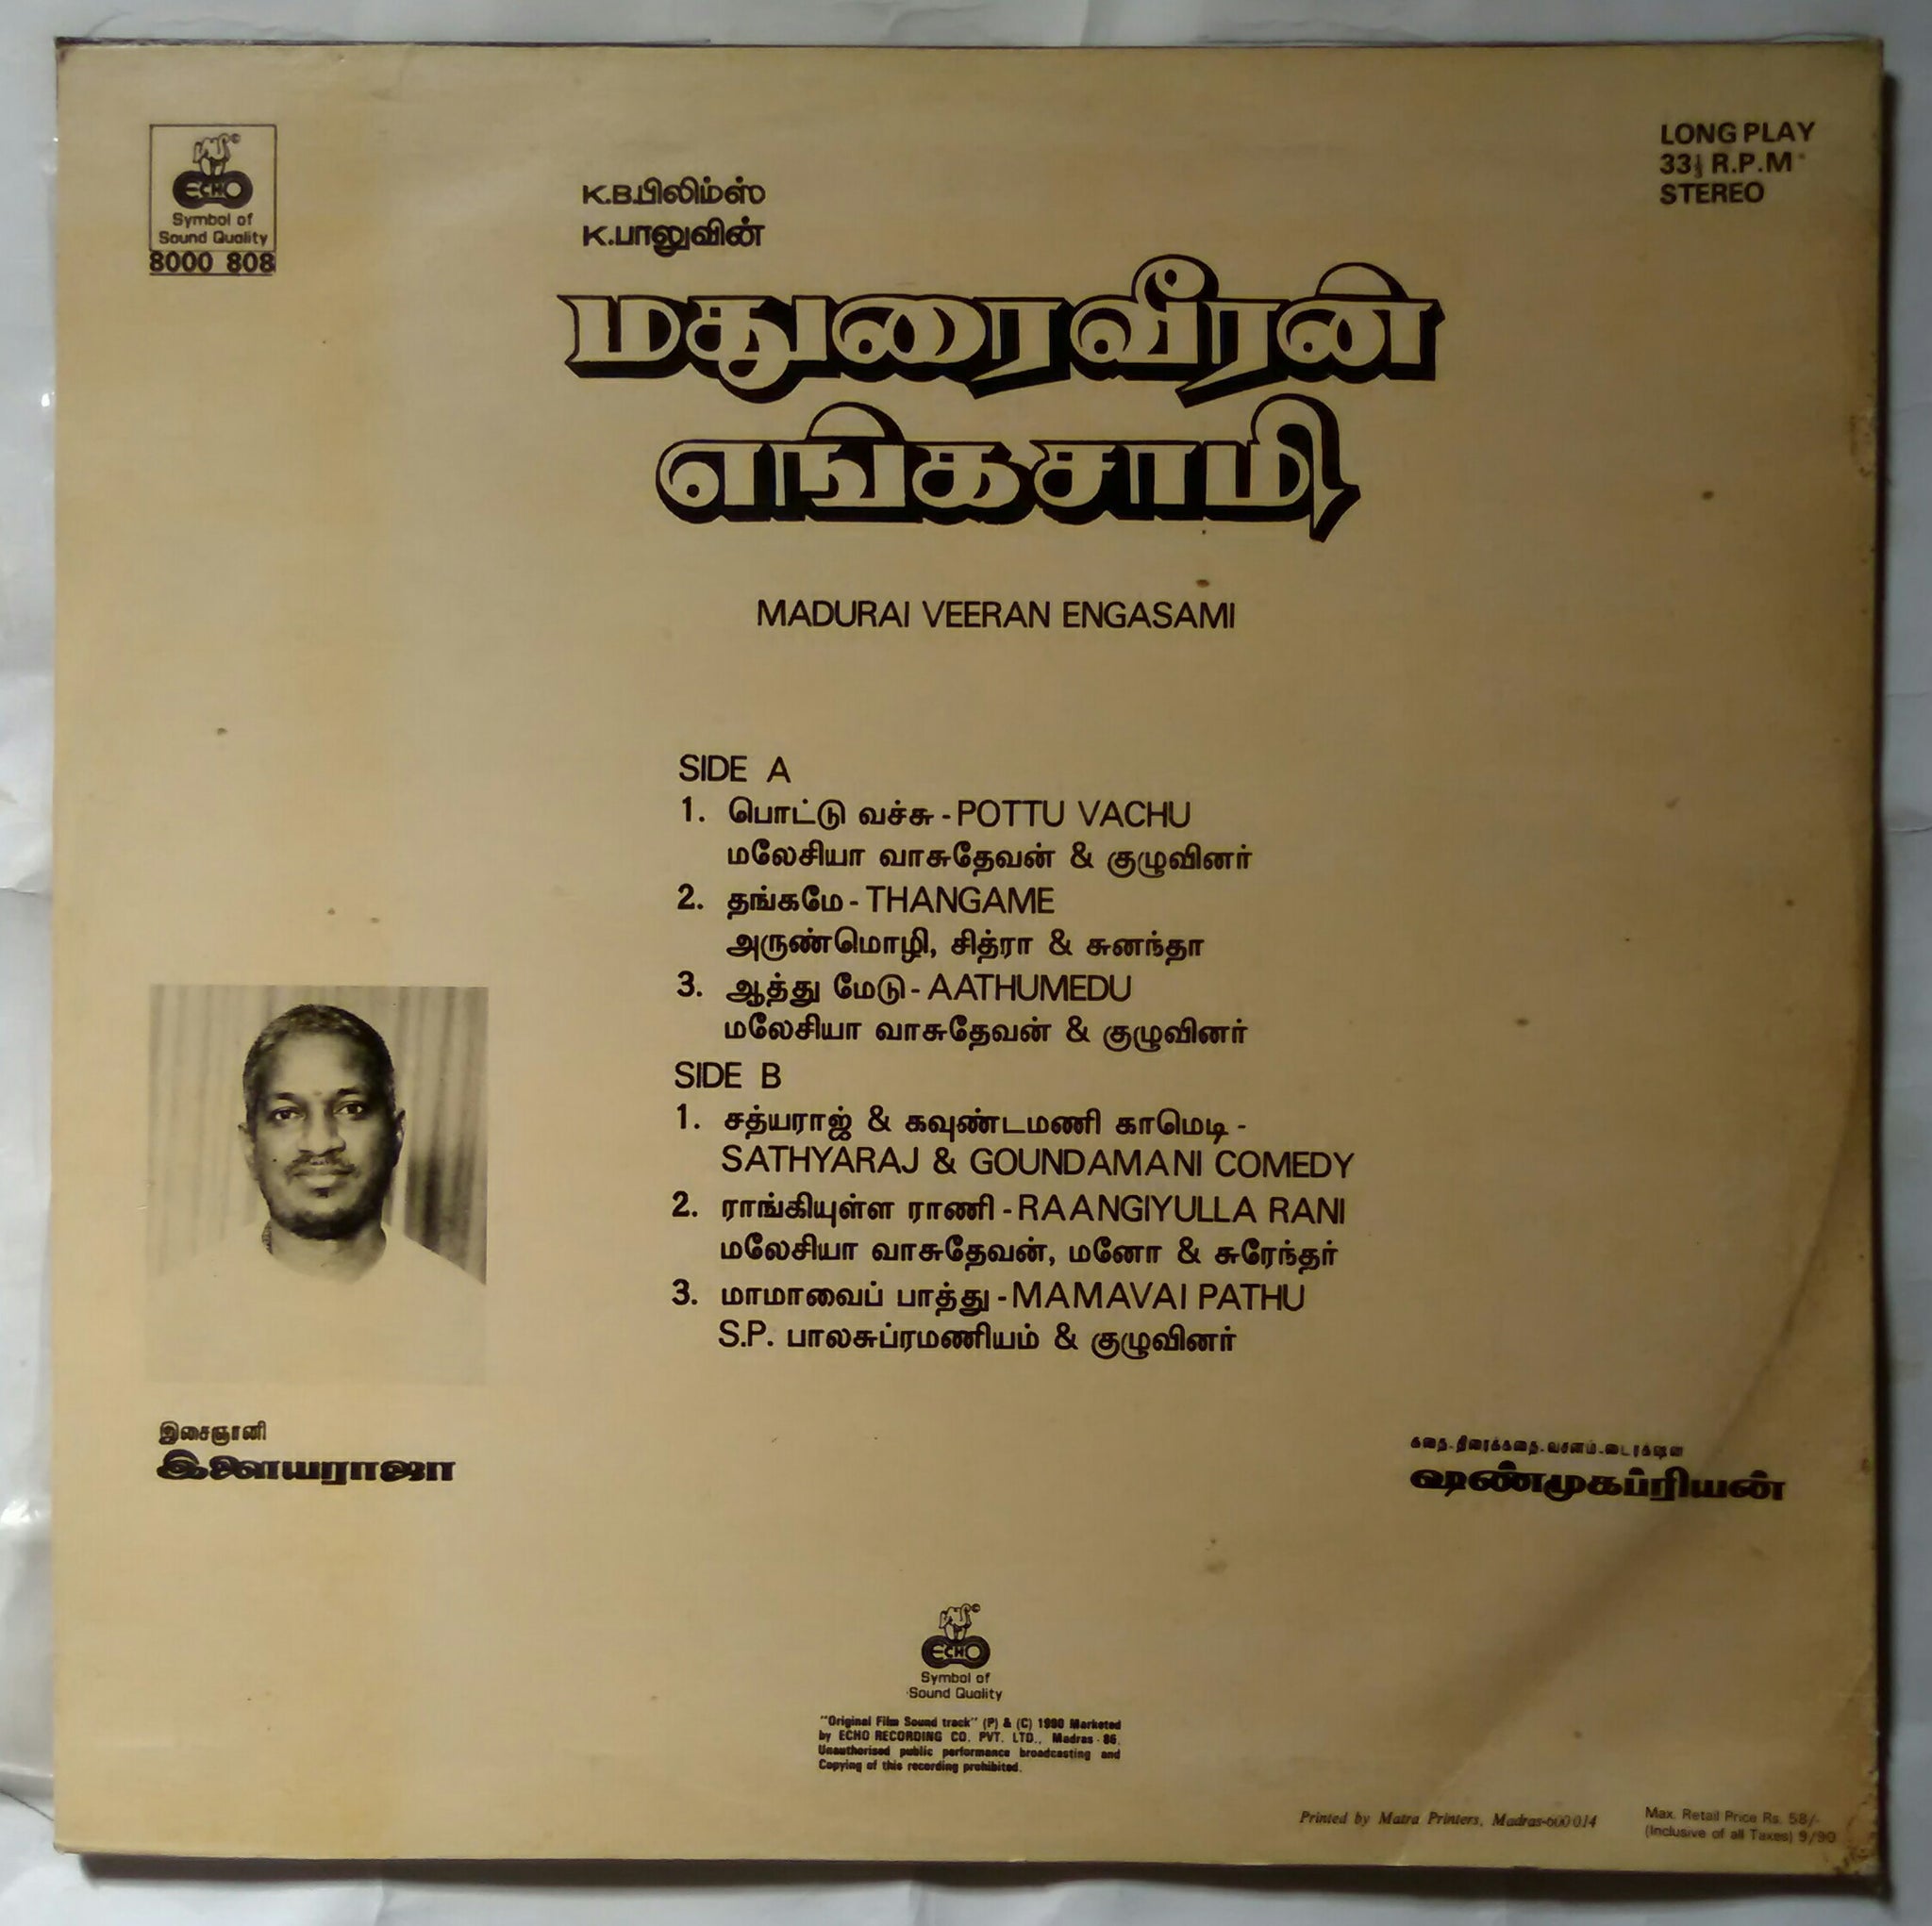 ECHO
Symbol of
Sound Quality
8000 808
LONG PLAY
33⅓ R.P.M
STEREO
K.B.பிலிம்ஸ்
K.பாலுவின்
மதுரைவீரன்
எங்கசாமி
MADURAI VEERAN ENGASAMI
SIDE A
1. பொட்டு வச்சு - POTTU VACHU
மலேசியா வாசுதேவன் & குழுவினர்
2. தங்கமே - THANGAME
அருண்மொழி, சித்ரா & சுனந்தா
3. ஆத்து மேடு - AATHUMEDU
மலேசியா வாசுதேவன் & குழுவினர்
SIDE B
1. சத்யராஜ் & கவுண்டமணி காமெடி -
SATHYARAJ & GOUNDAMANI COMEDY
2. ராங்கியுள்ள ராணி - RAANGIYULLA RANI
மலேசியா வாசுதேவன், மனோ & சுரேந்தர்
3. மாமாவைப் பாத்து - MAMAVAI PATHU
S.P. பாலசுப்ரமணியம் & குழுவினர்
இசைஞானி
இளையராஜா
கதை-திரைக்கதை-வசனம்-டைரக்ஷன்
ஷண்முகப்ரியன்
ECHO
Symbol of
Sound Quality
"Original Film Sound track" (P) & (C) 1990 Marketed
by ECHO RECORDING CO. PVT. LTD., Madras - 86.
Unauthorised public performance broadcasting and
Copying of this recording prohibited.
Printed by Matra Printers, Madras-600 014
Max. Retail Price Rs. 58/-
(Inclusive of all Taxes) 9/90